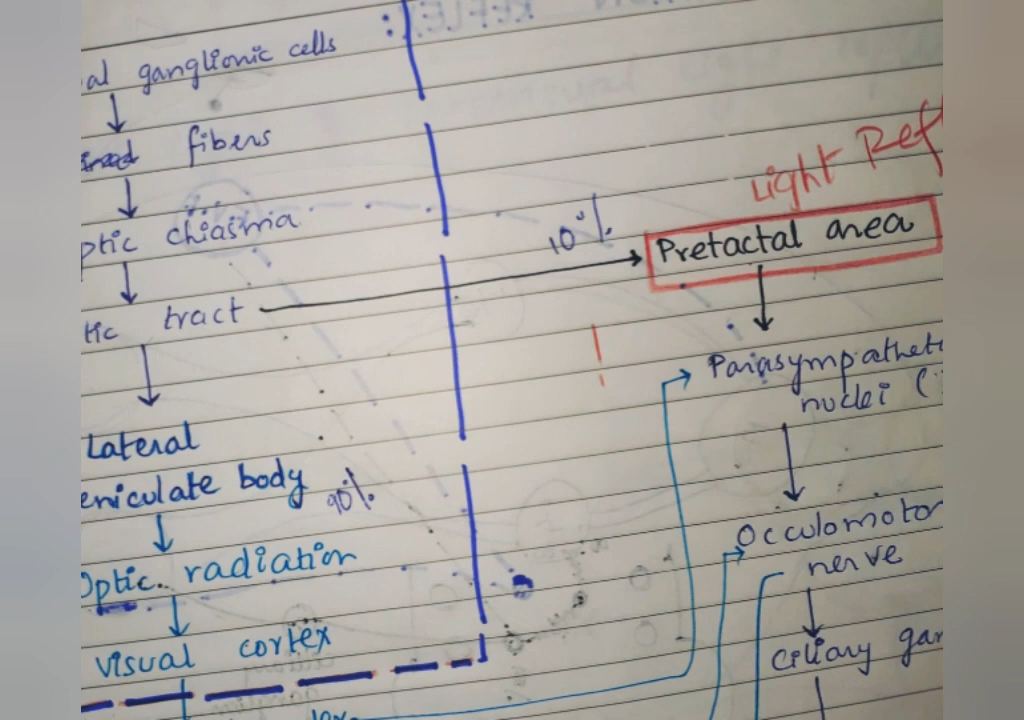 al ganglionic cells
fibers
ptic chiasma
tic tract
Lateral
eniculate body
90%
Optic radiation
Visual cortex
10%
Light Ref
Pretactal area
Parasympathet
nuclei (
Occulomotor
nerve
Ciliary gan